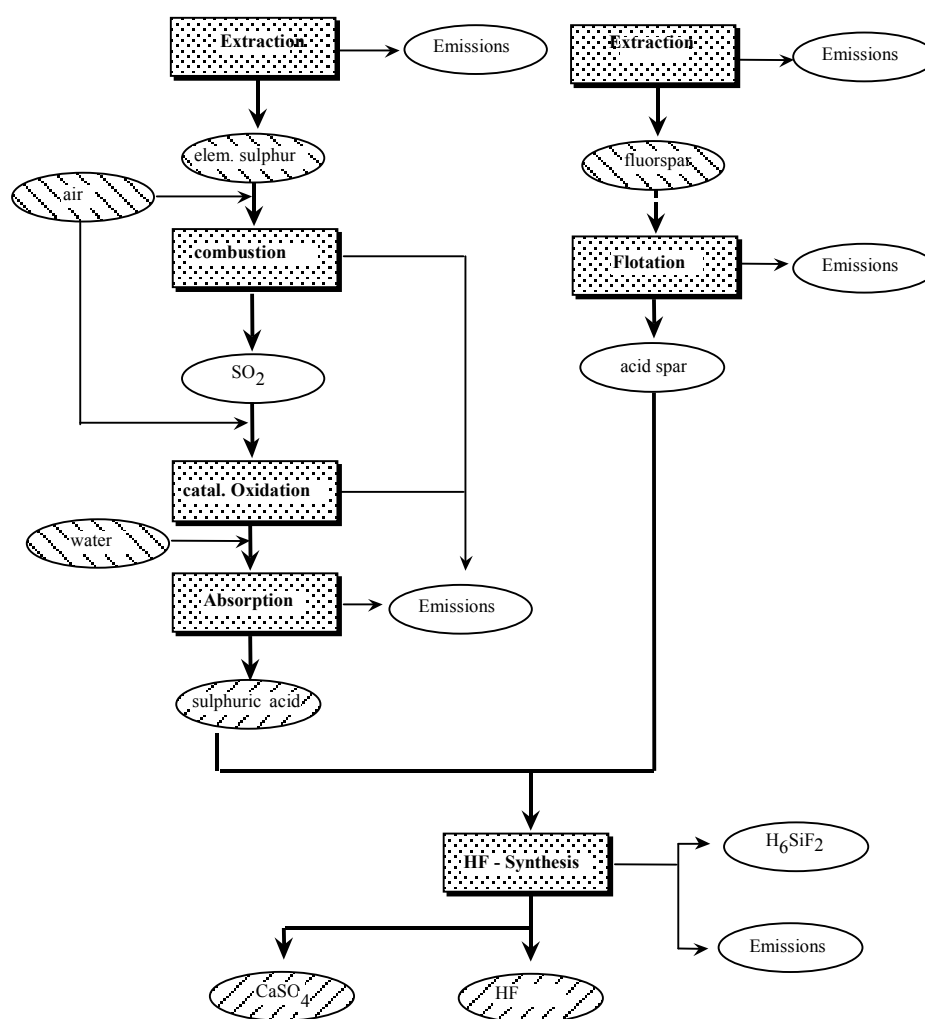 Extraction
Emissions
Extraction
Emissions
elem. sulphur
fluorspar
air
combustion
Flotation
Emissions
SO2
acid spar
catal. Oxidation
water
Absorption
Emissions
sulphuric acid
HF - Synthesis
H6SiF2
Emissions
CaSO4
HF